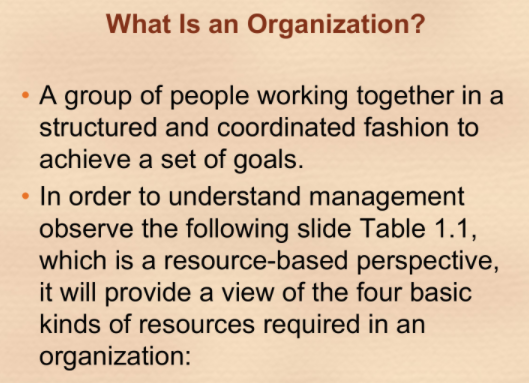 What Is an Organization?
• A group of people working together in a
structured and coordinated fashion to
achieve a set of goals.
• In order to understand management
observe the following slide Table 1.1,
which is a resource-based perspective,
it will provide a view of the four basic
kinds of resources required in an
organization: